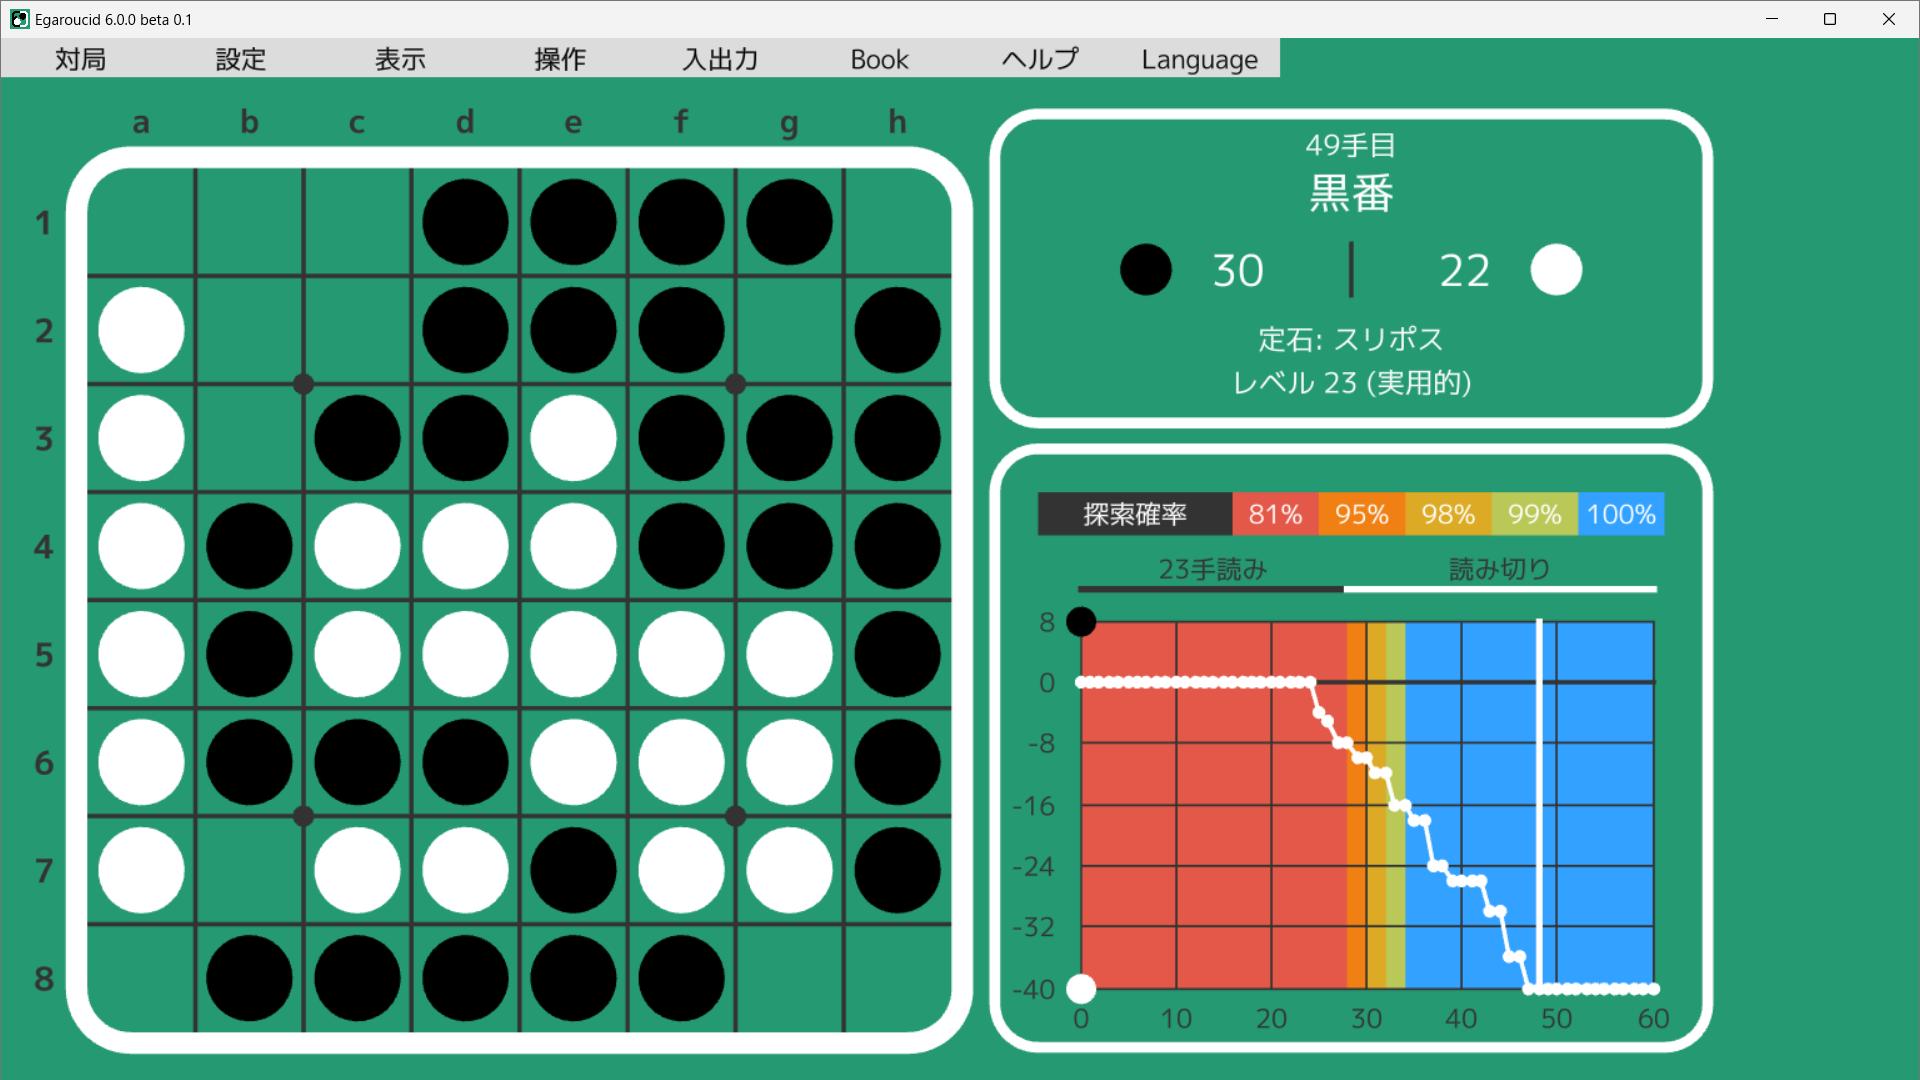 Egaroucid 6.0.0 beta 0.1
対局 設定 表示 操作 入出力 Book ヘルプ Language
a b c d e f g h
1
2
3
4
5
6
7
8
49手目
黒番
30 22
定石: スリポス
レベル 23 (実用的)
探索確率 81% 95% 98% 99% 100%
23手読み 読み切り
8
0
-8
-16
-24
-32
-40
0 10 20 30 40 50 60